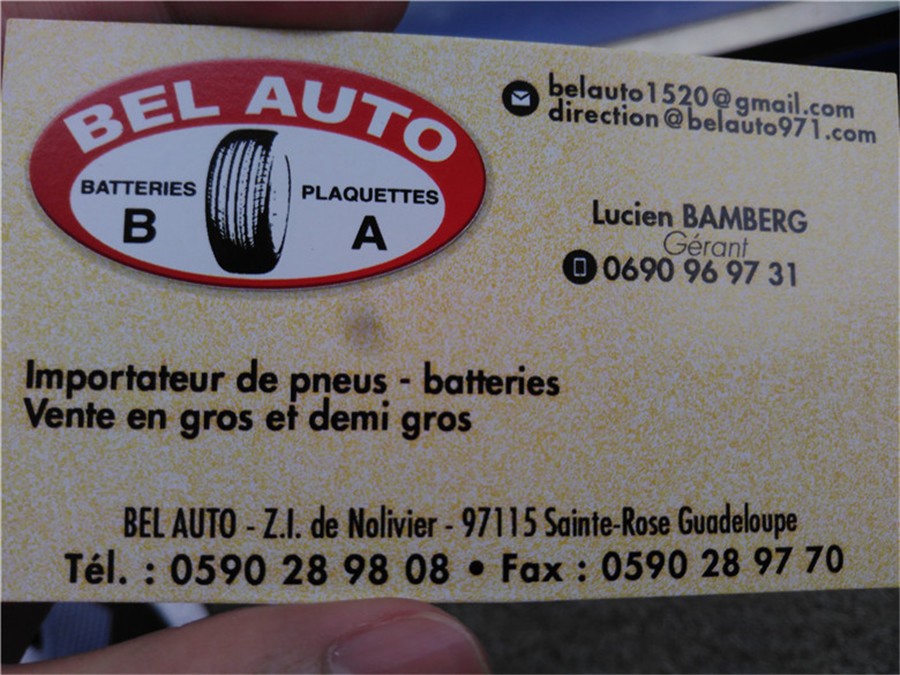 BEL AUTO
BATTERIES
B
PLAQUETTES
A
belauto1520@gmail.com
direction@belauto971.com
Lucien BAMBERG
Gérant
0690 96 97 31
Importateur de pneus - batteries
Vente en gros et demi gros
BEL AUTO - Z.I. de Nolivier - 97115 Sainte-Rose Guadeloupe
Tél. : 0590 28 98 08 • Fax : 0590 28 97 70